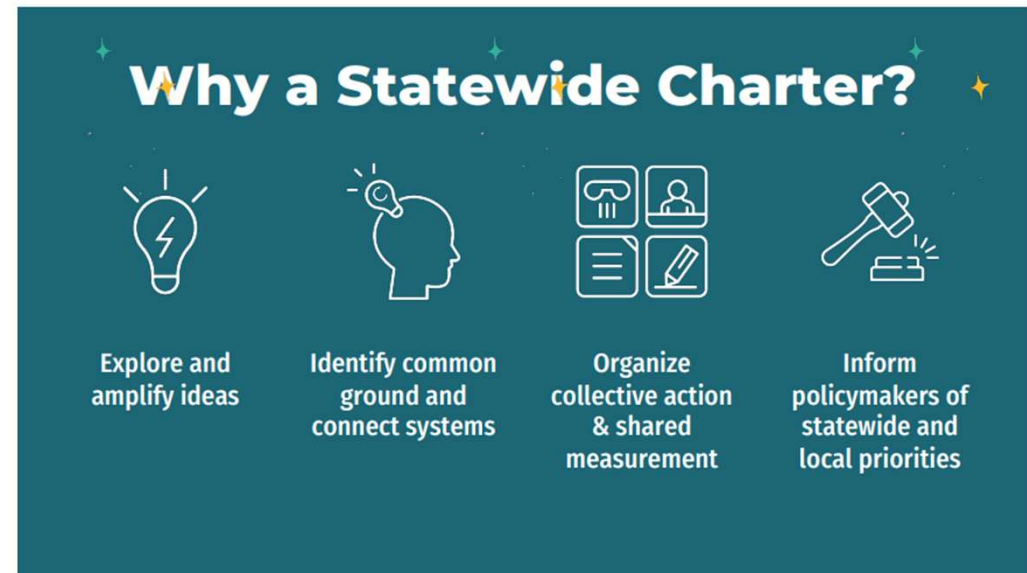 Why a Statewide Charter?
Explore and
amplify ideas
Identify common
ground and
connect systems
Organize
collective action
& shared
measurement
Inform
policymakers of
statewide and
local priorities